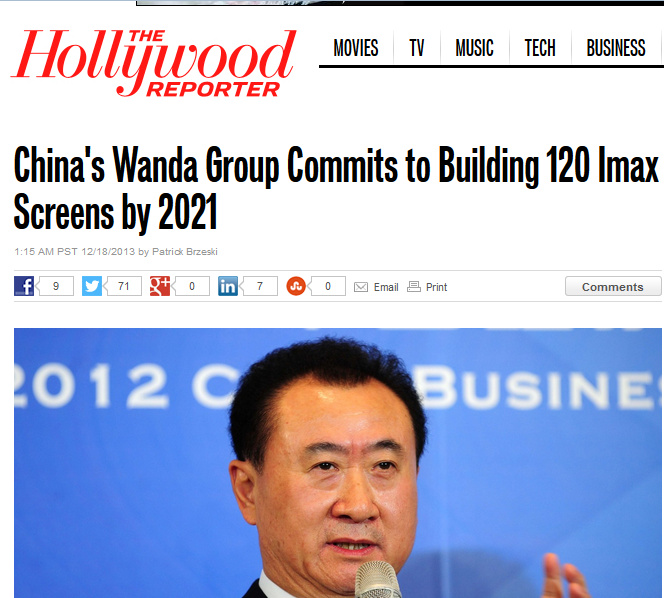 THE
Hollywood
REPORTER
MOVIES TV MUSIC TECH BUSINESS
China's Wanda Group Commits to Building 120 Imax
Screens by 2021
1:15 AM PST 12/18/2013 by Patrick Brzeski
f 9 71 g+ 0 in 7 0 Email Print Comments
2012 C BUSINE